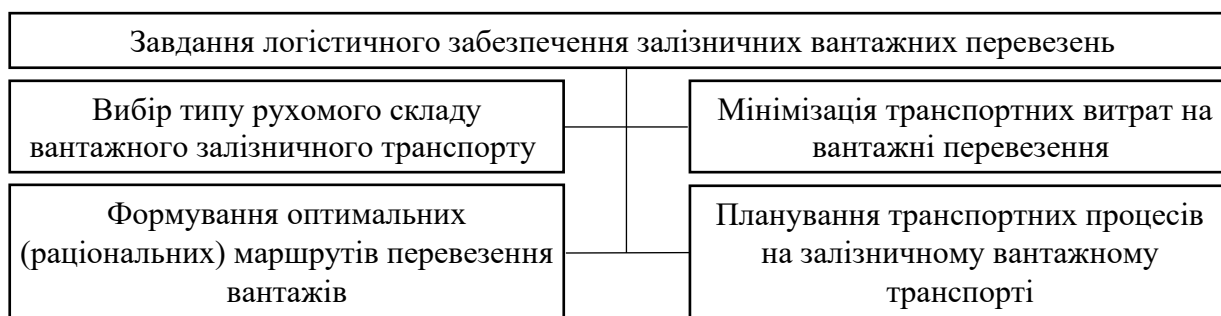 Завдання логістичного забезпечення залізничних вантажних перевезень
Вибір типу рухомого складу
вантажного залізничного транспорту
Мінімізація транспортних витрат на
вантажні перевезення
Формування оптимальних
(раціональних) маршрутів перевезення
вантажів
Планування транспортних процесів
на залізничному вантажному
транспорті